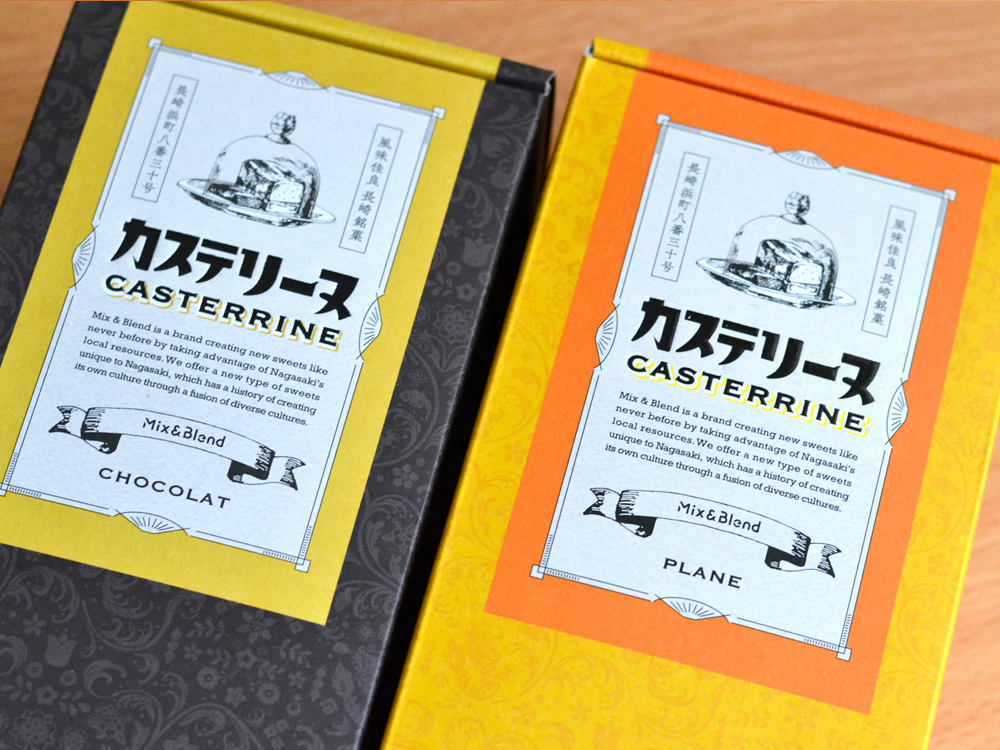 長崎浜町八番三十号
風味佳良 長崎銘菓
カステリーヌ
CASTERRINE
Mix & Blend is a brand creating new sweets like
never before by taking advantage of Nagasaki's
local resources. We offer a new type of sweets
unique to Nagasaki, which has a history of creating
its own culture through a fusion of diverse cultures.
Mix&Blend
CHOCOLAT
長崎浜町八番三十号
風味佳良 長崎銘菓
カステリーヌ
CASTERRINE
Mix & Blend is a brand creating new sweets like
never before by taking advantage of Nagasaki's
local resources. We offer a new type of sweets
unique to Nagasaki, which has a history of creating
its own culture through a fusion of diverse cultures.
Mix&Blend
PLANE